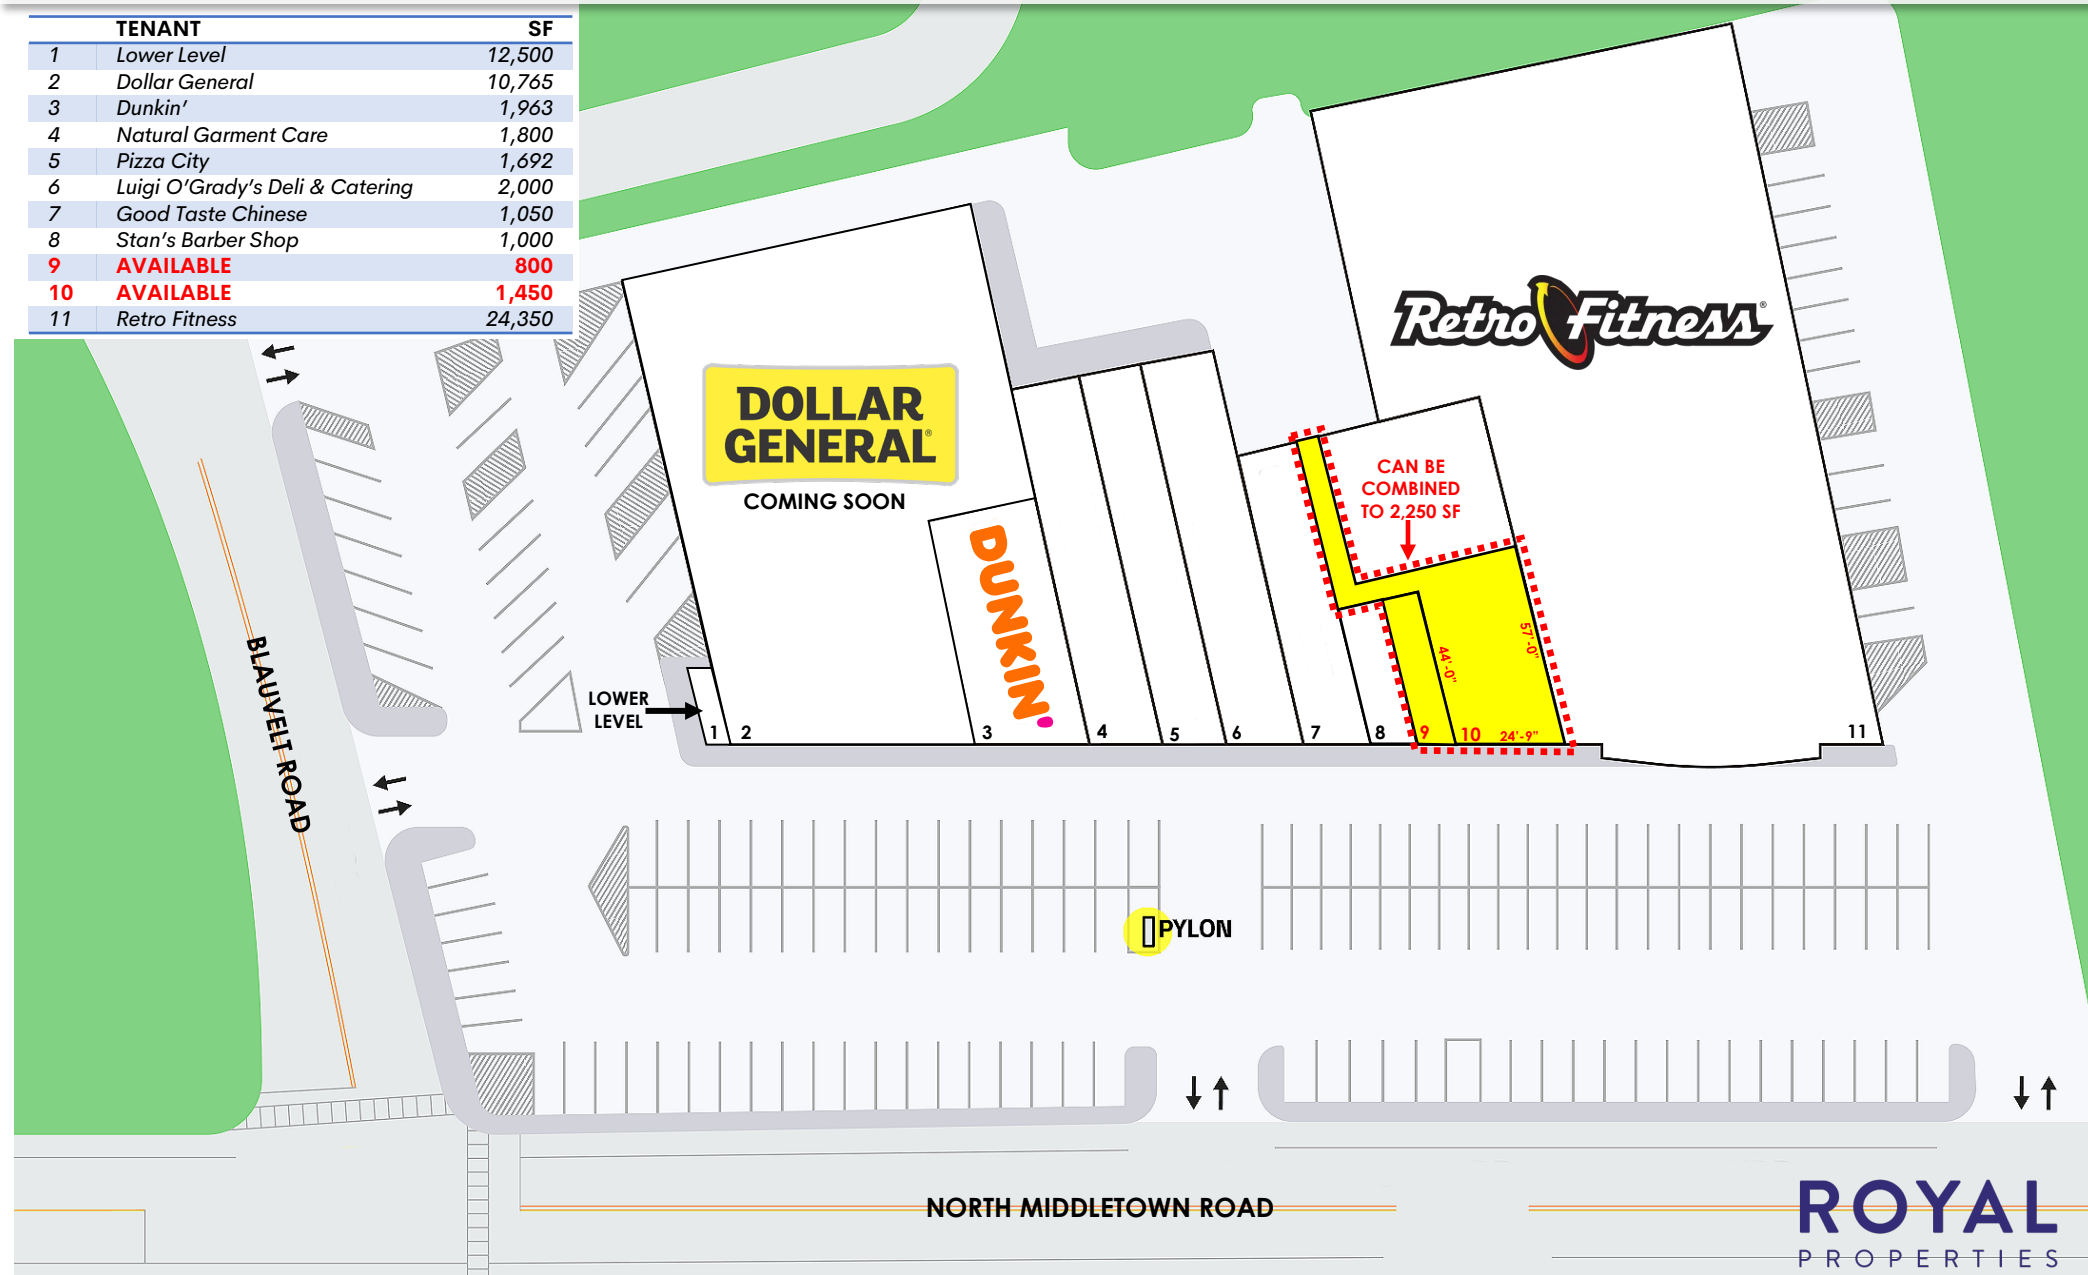 TENANT SF
1 Lower Level 12,500
2 Dollar General 10,765
3 Dunkin’ 1,963
4 Natural Garment Care 1,800
5 Pizza City 1,692
6 Luigi O’Grady’s Deli & Catering 2,000
7 Good Taste Chinese 1,050
8 Stan’s Barber Shop 1,000
9 AVAILABLE 800
10 AVAILABLE 1,450
11 Retro Fitness 24,350
Retro Fitness®
DOLLAR
GENERAL®
COMING SOON
CAN BE
COMBINED
TO 2,250 SF
DUNKIN’
57'-0"
44'-0"
BLAUVELT ROAD
LOWER
LEVEL
1 2 3 4 5 6 7 8 9 10 24'-9" 11
PYLON
NORTH MIDDLETOWN ROAD
ROYAL
PROPERTIES